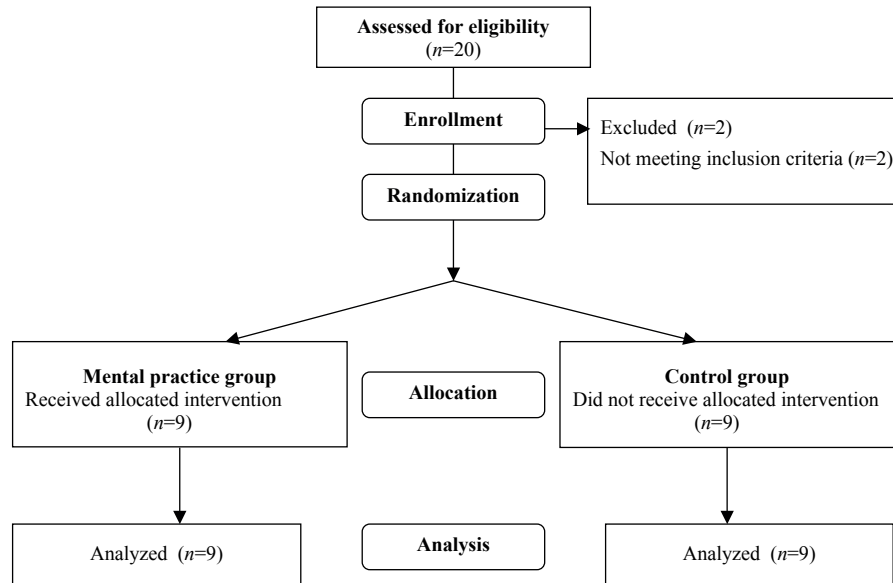 Assessed for eligibility
(n=20)
Enrollment
Excluded (n=2)
Not meeting inclusion criteria (n=2)
Randomization
Mental practice group
Received allocated intervention
(n=9)
Allocation
Control group
Did not receive allocated intervention
(n=9)
Analyzed (n=9)
Analysis
Analyzed (n=9)